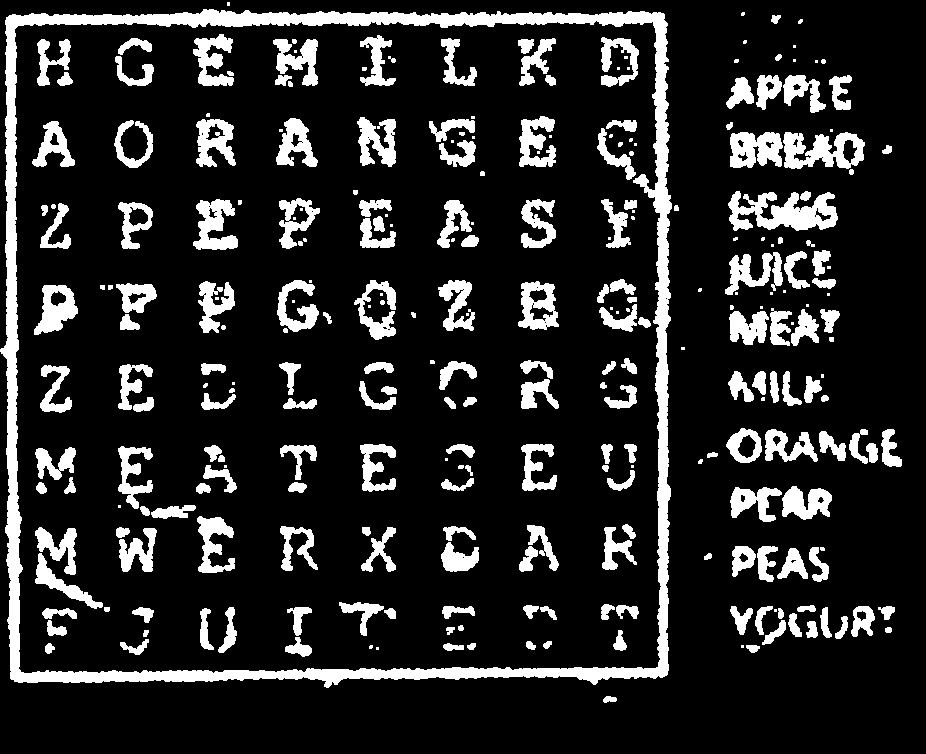 H G E M I L K D
A O R A N G E C
Z P E P E A S Y
P F P G Q Z B O
Z E D L G C R G
M E A T E S E U
M W E R X D A R
F J U I C E D T
APPLE
BREAD
EGGS
JUICE
MEAT
MILK
ORANGE
PEAR
PEAS
YOGURT